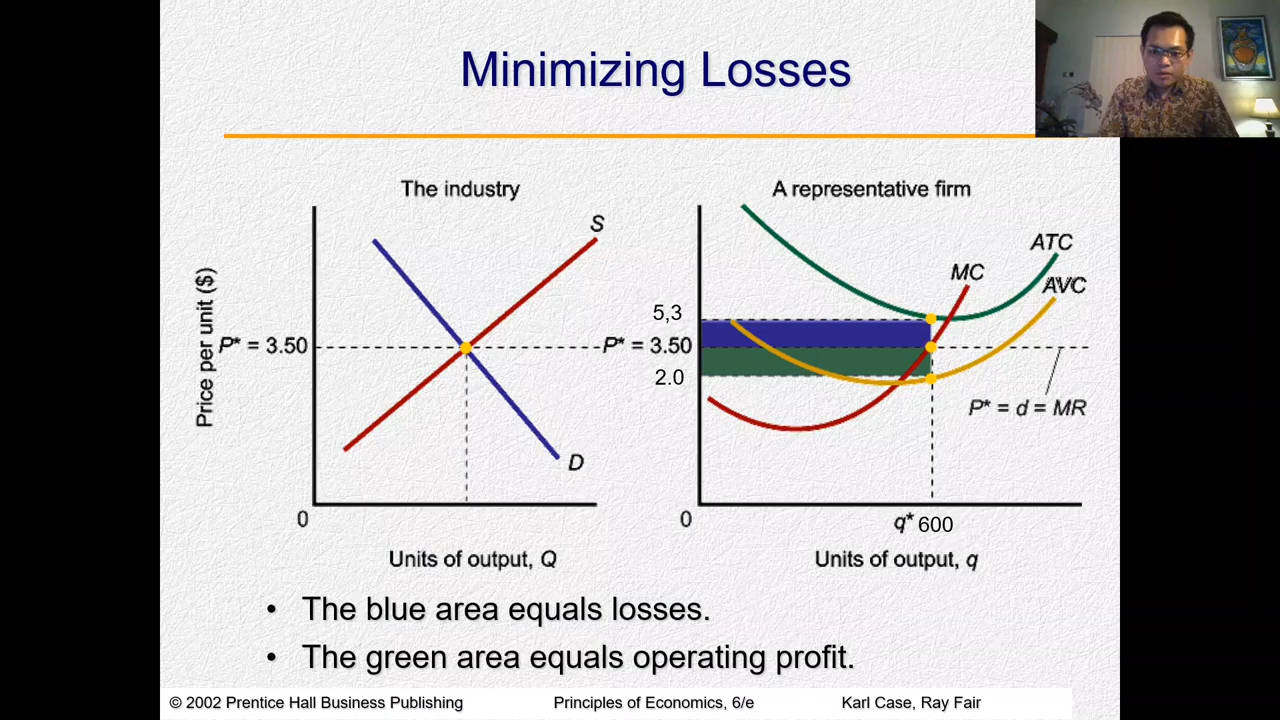 Minimizing Losses
The industry
A representative firm
Price per unit ($)
S
D
P* = 3.50
0
Units of output, Q
5,3
P* = 3.50
2.0
MC
ATC
AVC
P* = d = MR
0
q* 600
Units of output, q
• The blue area equals losses.
• The green area equals operating profit.
© 2002 Prentice Hall Business Publishing Principles of Economics, 6/e Karl Case, Ray Fair